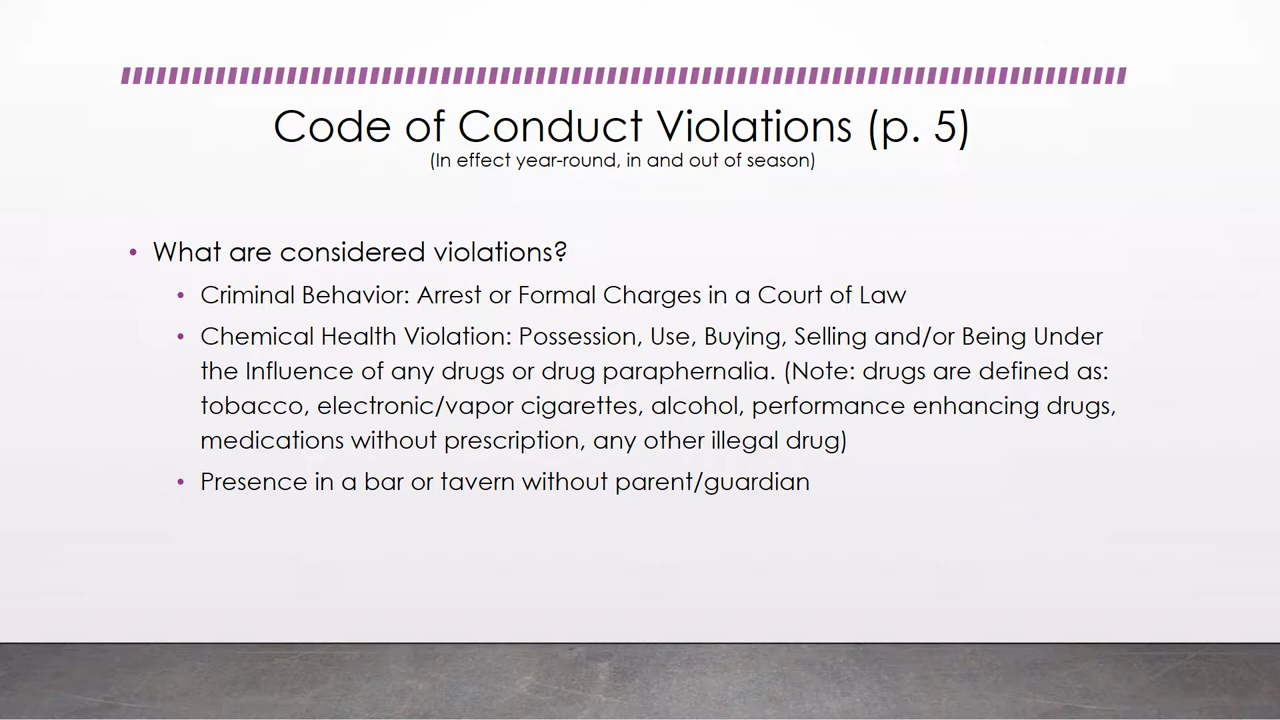 Code of Conduct Violations (p. 5)
(In effect year-round, in and out of season)
• What are considered violations?
• Criminal Behavior: Arrest or Formal Charges in a Court of Law
• Chemical Health Violation: Possession, Use, Buying, Selling and/or Being Under
the Influence of any drugs or drug paraphernalia. (Note: drugs are defined as:
tobacco, electronic/vapor cigarettes, alcohol, performance enhancing drugs,
medications without prescription, any other illegal drug)
• Presence in a bar or tavern without parent/guardian